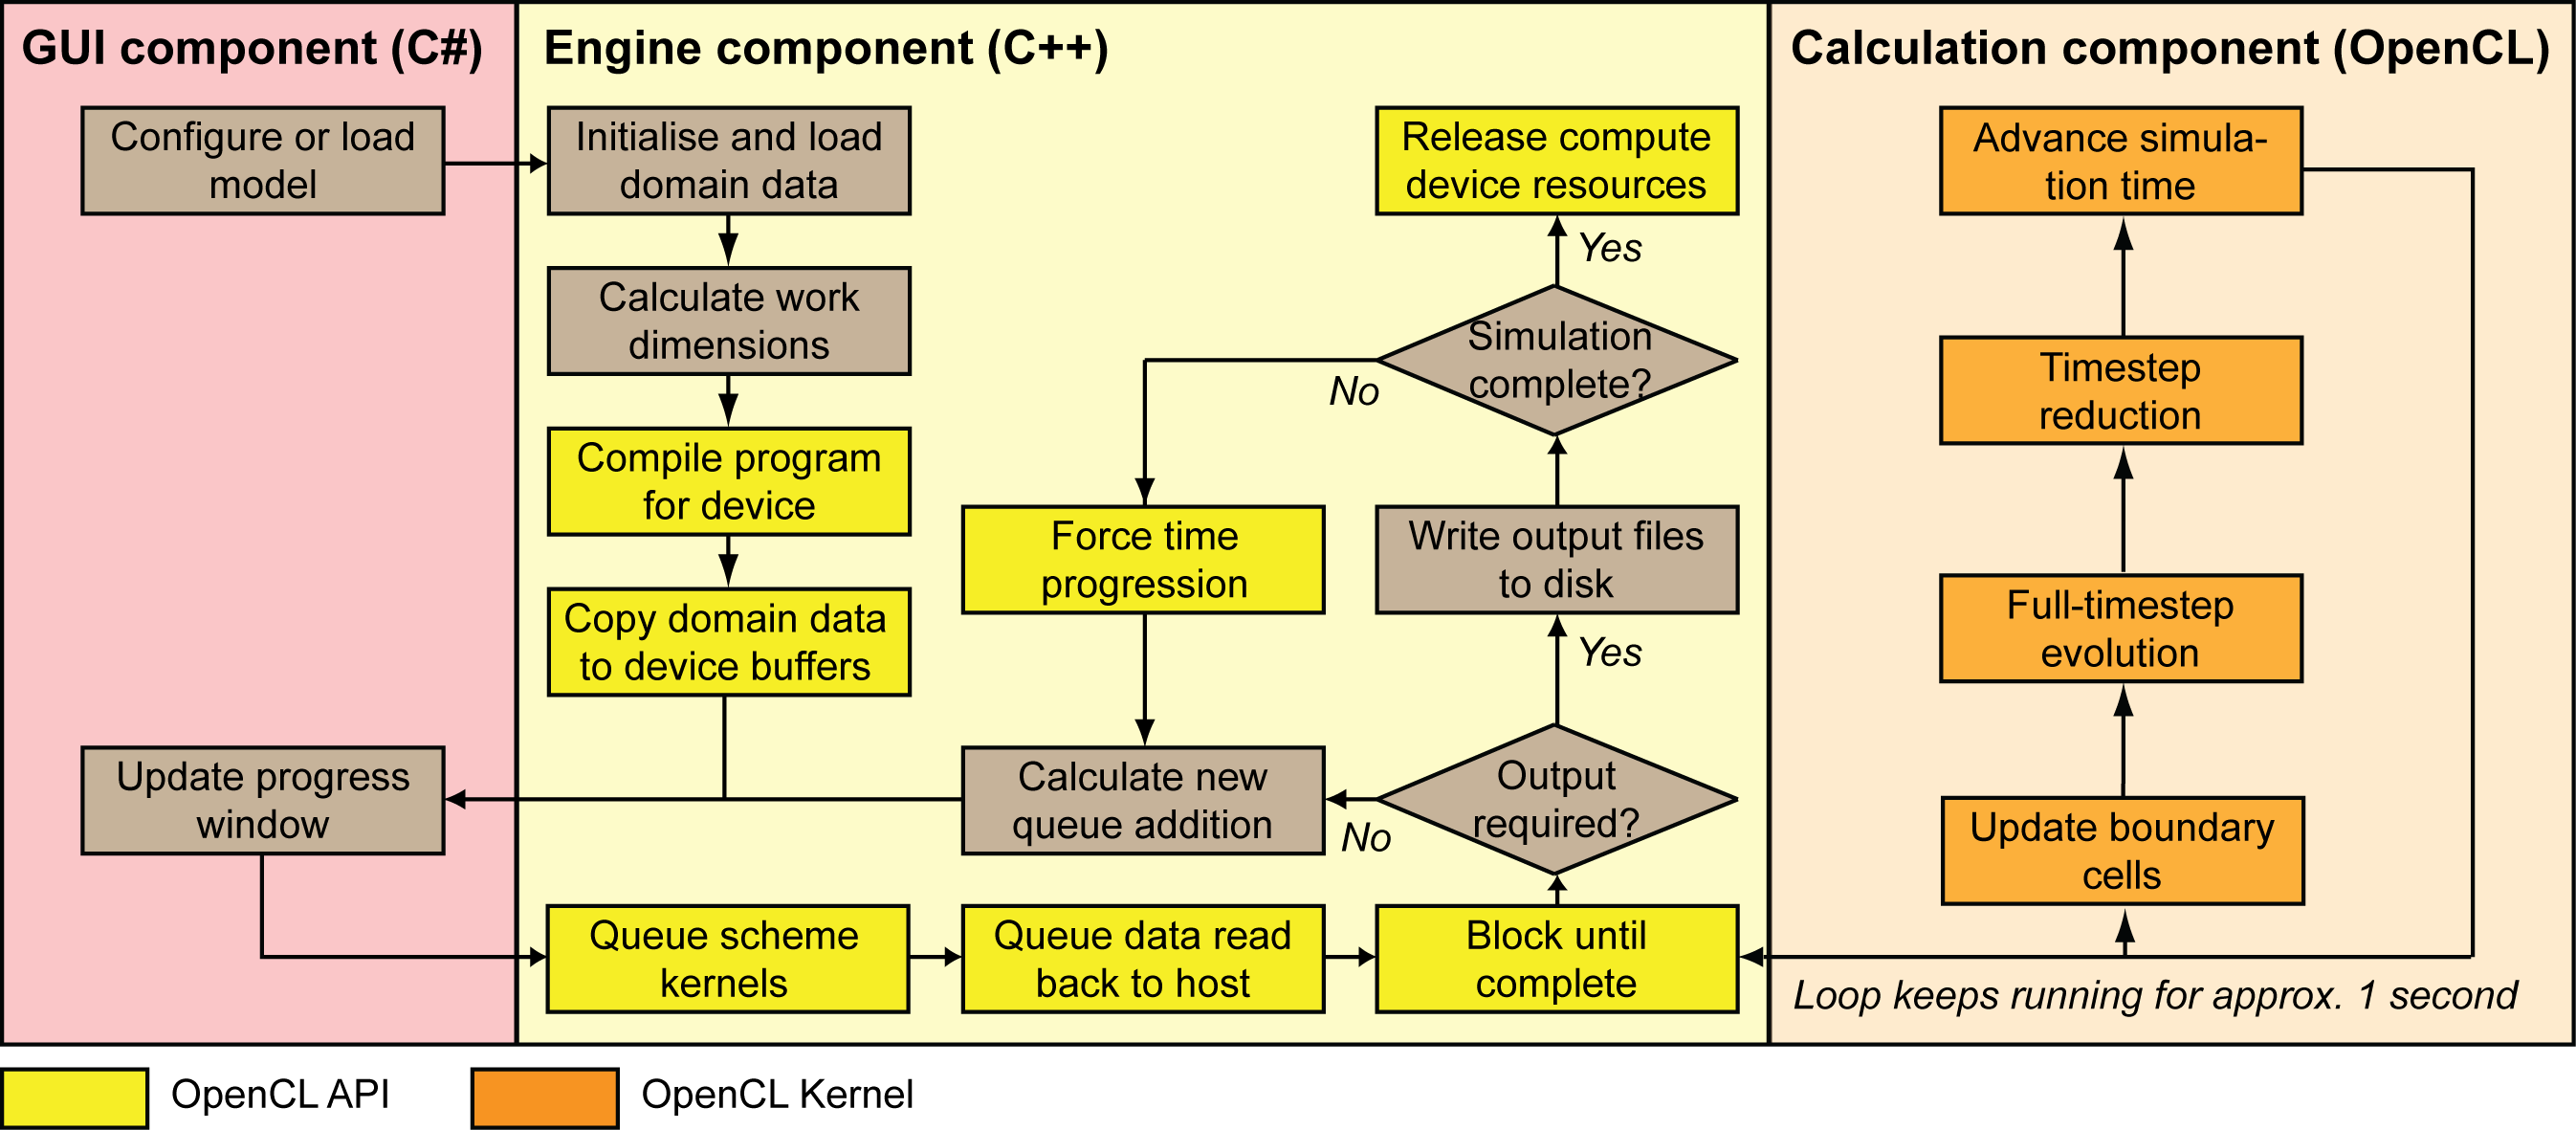 GUI component (C#)
Engine component (C++)
Calculation component (OpenCL)
Configure or load
model
Initialise and load
domain data
Release compute
device resources
Advance simula-
tion time
Yes
Calculate work
dimensions
Simulation
complete?
No
Timestep
reduction
Compile program
for device
Force time
progression
Write output files
to disk
Copy domain data
to device buffers
Yes
Full-timestep
evolution
Update progress
window
Calculate new
queue addition
Output
required?
No
Update boundary
cells
Queue scheme
kernels
Queue data read
back to host
Block until
complete
Loop keeps running for approx. 1 second
OpenCL API
OpenCL Kernel